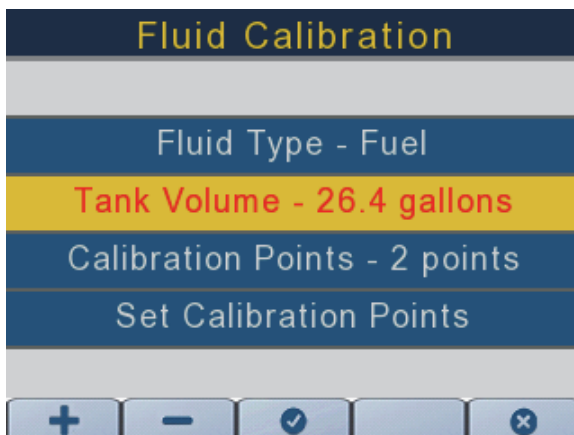 Fluid Calibration
Fluid Type - Fuel
Tank Volume - 26.4 gallons
Calibration Points - 2 points
Set Calibration Points